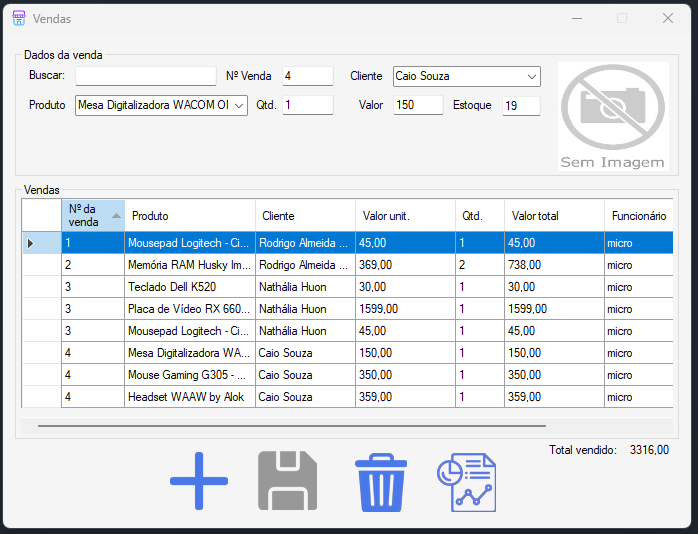 Vendas
Dados da venda
Buscar: Nº Venda 4 Cliente Caio Souza
Produto Mesa Digitalizadora WACOM O Qtd. 1 Valor 150 Estoque 19
Sem Imagem
Vendas
Nº da venda Produto Cliente Valor unit. Qtd. Valor total Funcionário
1 Mousepad Logitech - Ci... Rodrigo Almeida ... 45,00 1 45,00 micro
2 Memória RAM Husky Im... Rodrigo Almeida ... 369,00 2 738,00 micro
3 Teclado Dell K520 Nathália Huon 30,00 1 30,00 micro
3 Placa de Vídeo RX 660... Nathália Huon 1599,00 1 1599,00 micro
3 Mousepad Logitech - Ci... Nathália Huon 45,00 1 45,00 micro
4 Mesa Digitalizadora WA... Caio Souza 150,00 1 150,00 micro
4 Mouse Gaming G305 - ... Caio Souza 350,00 1 350,00 micro
4 Headset WAAW by Alok Caio Souza 359,00 1 359,00 micro
Total vendido: 3316,00